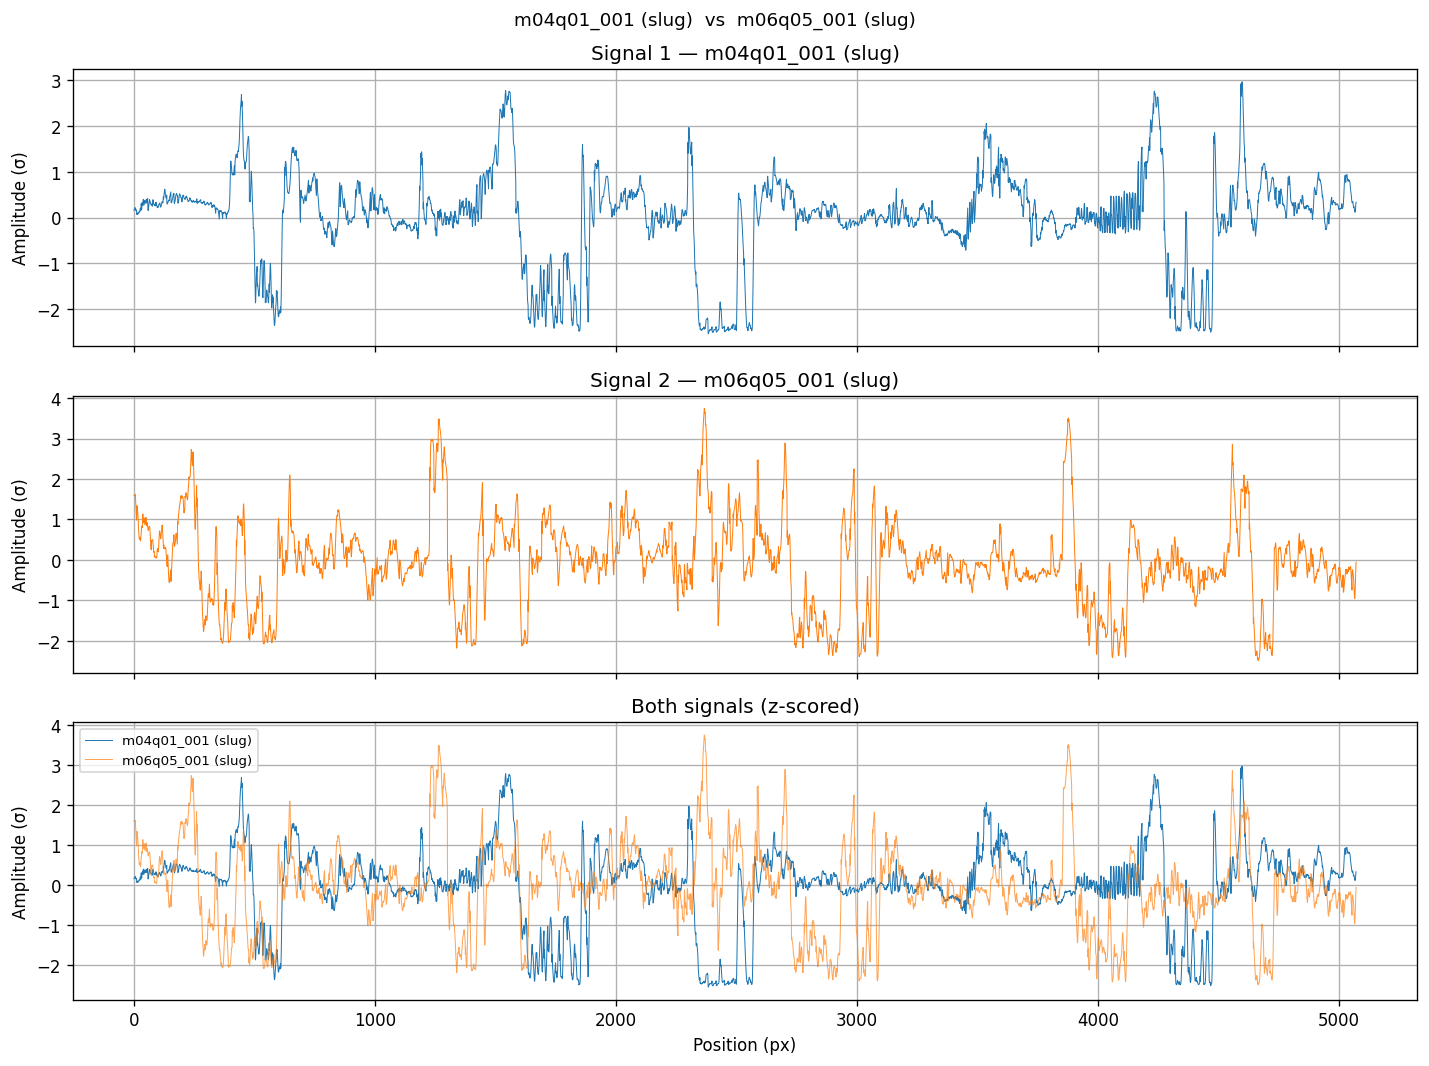 m04q01_001 (slug)  vs  m06q05_001 (slug)
Signal 1 — m04q01_001 (slug)
3
2
1
0
−1
−2
Amplitude (σ)
Signal 2 — m06q05_001 (slug)
4
3
2
1
0
−1
−2
Amplitude (σ)
Both signals (z-scored)
m04q01_001 (slug)
m06q05_001 (slug)
4
3
2
1
0
−1
−2
Amplitude (σ)
0 1000 2000 3000 4000 5000
Position (px)